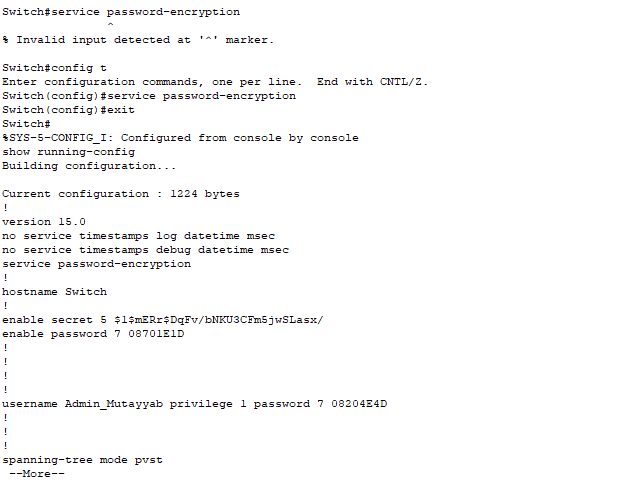 Switch#service password-encryption
^
% Invalid input detected at '^' marker.
Switch#config t
Enter configuration commands, one per line.  End with CNTL/Z.
Switch(config)#service password-encryption
Switch(config)#exit
Switch#
%SYS-5-CONFIG_I: Configured from console by console
show running-config
Building configuration...
Current configuration : 1224 bytes
!
version 15.0
no service timestamps log datetime msec
no service timestamps debug datetime msec
service password-encryption
!
hostname Switch
!
enable secret 5 $1$mERr$DqFv/bNKU3CFm5jwSLasx/
enable password 7 08701E1D
!
!
!
!
username Admin_Mutayyab privilege 1 password 7 08204E4D
!
!
!
spanning-tree mode pvst
--More--